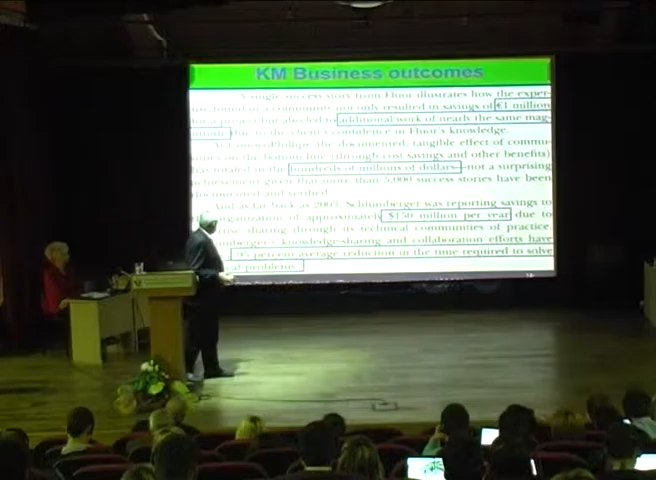 KM Business outcomes
A single success story from Fluor illustrates how the exper-
tise found in a community not only resulted in savings of €1 million
for a project but also led to additional work of nearly the same mag-
nitude due to the client's confidence in Fluor's knowledge.
At ConocoPhillips, the documented, tangible effect of commu-
nities on the bottom line (through cost savings and other benefits)
has totaled in the hundreds of millions of dollars—not a surprising
achievement given that more than 5,000 success stories have been
documented and verified.
And as far back as 2003, Schlumberger was reporting savings to
organization of approximately $150 million per year due to
time sharing through its technical communities of practice.
berger's knowledge-sharing and collaboration efforts have
95 percent average reduction in the time required to solve
al problems.